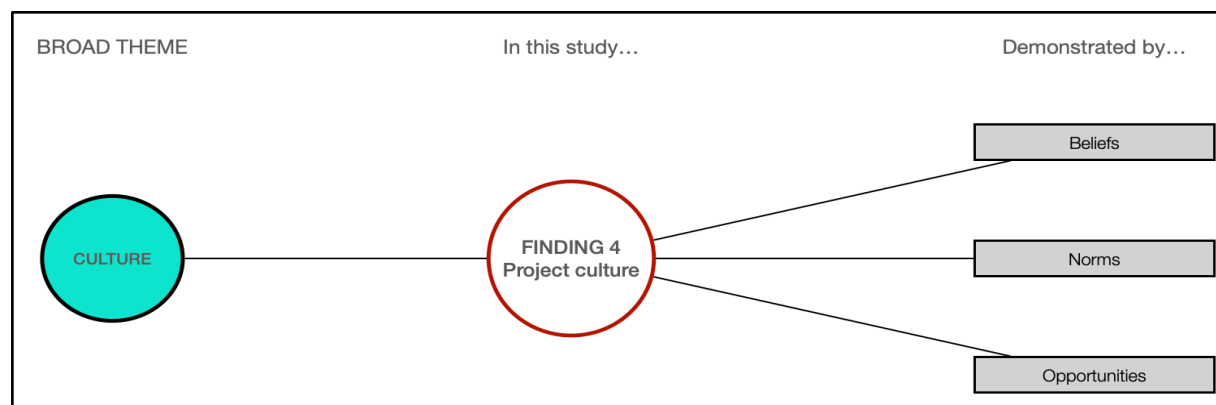 BROAD THEME
In this study…
Demonstrated by…
Beliefs
CULTURE
FINDING 4
Project culture
Norms
Opportunities